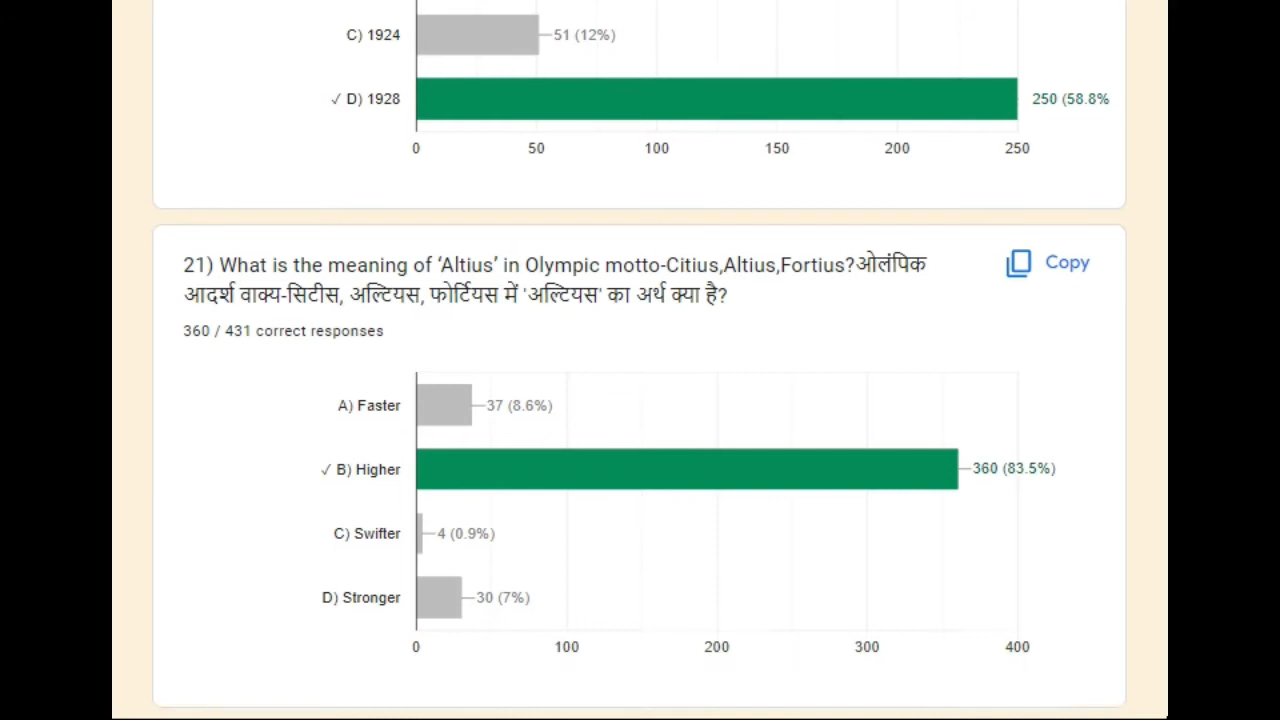 C) 1924
51 (12%)
✓ D) 1928
250 (58.8%
0 50 100 150 200 250
21) What is the meaning of ‘Altius’ in Olympic motto-Citius,Altius,Fortius?ओलंपिक
आदर्श वाक्य-सिटीस, अल्टियस, फोर्टियस में 'अल्टियस' का अर्थ क्या है?
Copy
360 / 431 correct responses
A) Faster
37 (8.6%)
✓ B) Higher
360 (83.5%)
C) Swifter
4 (0.9%)
D) Stronger
30 (7%)
0 100 200 300 400